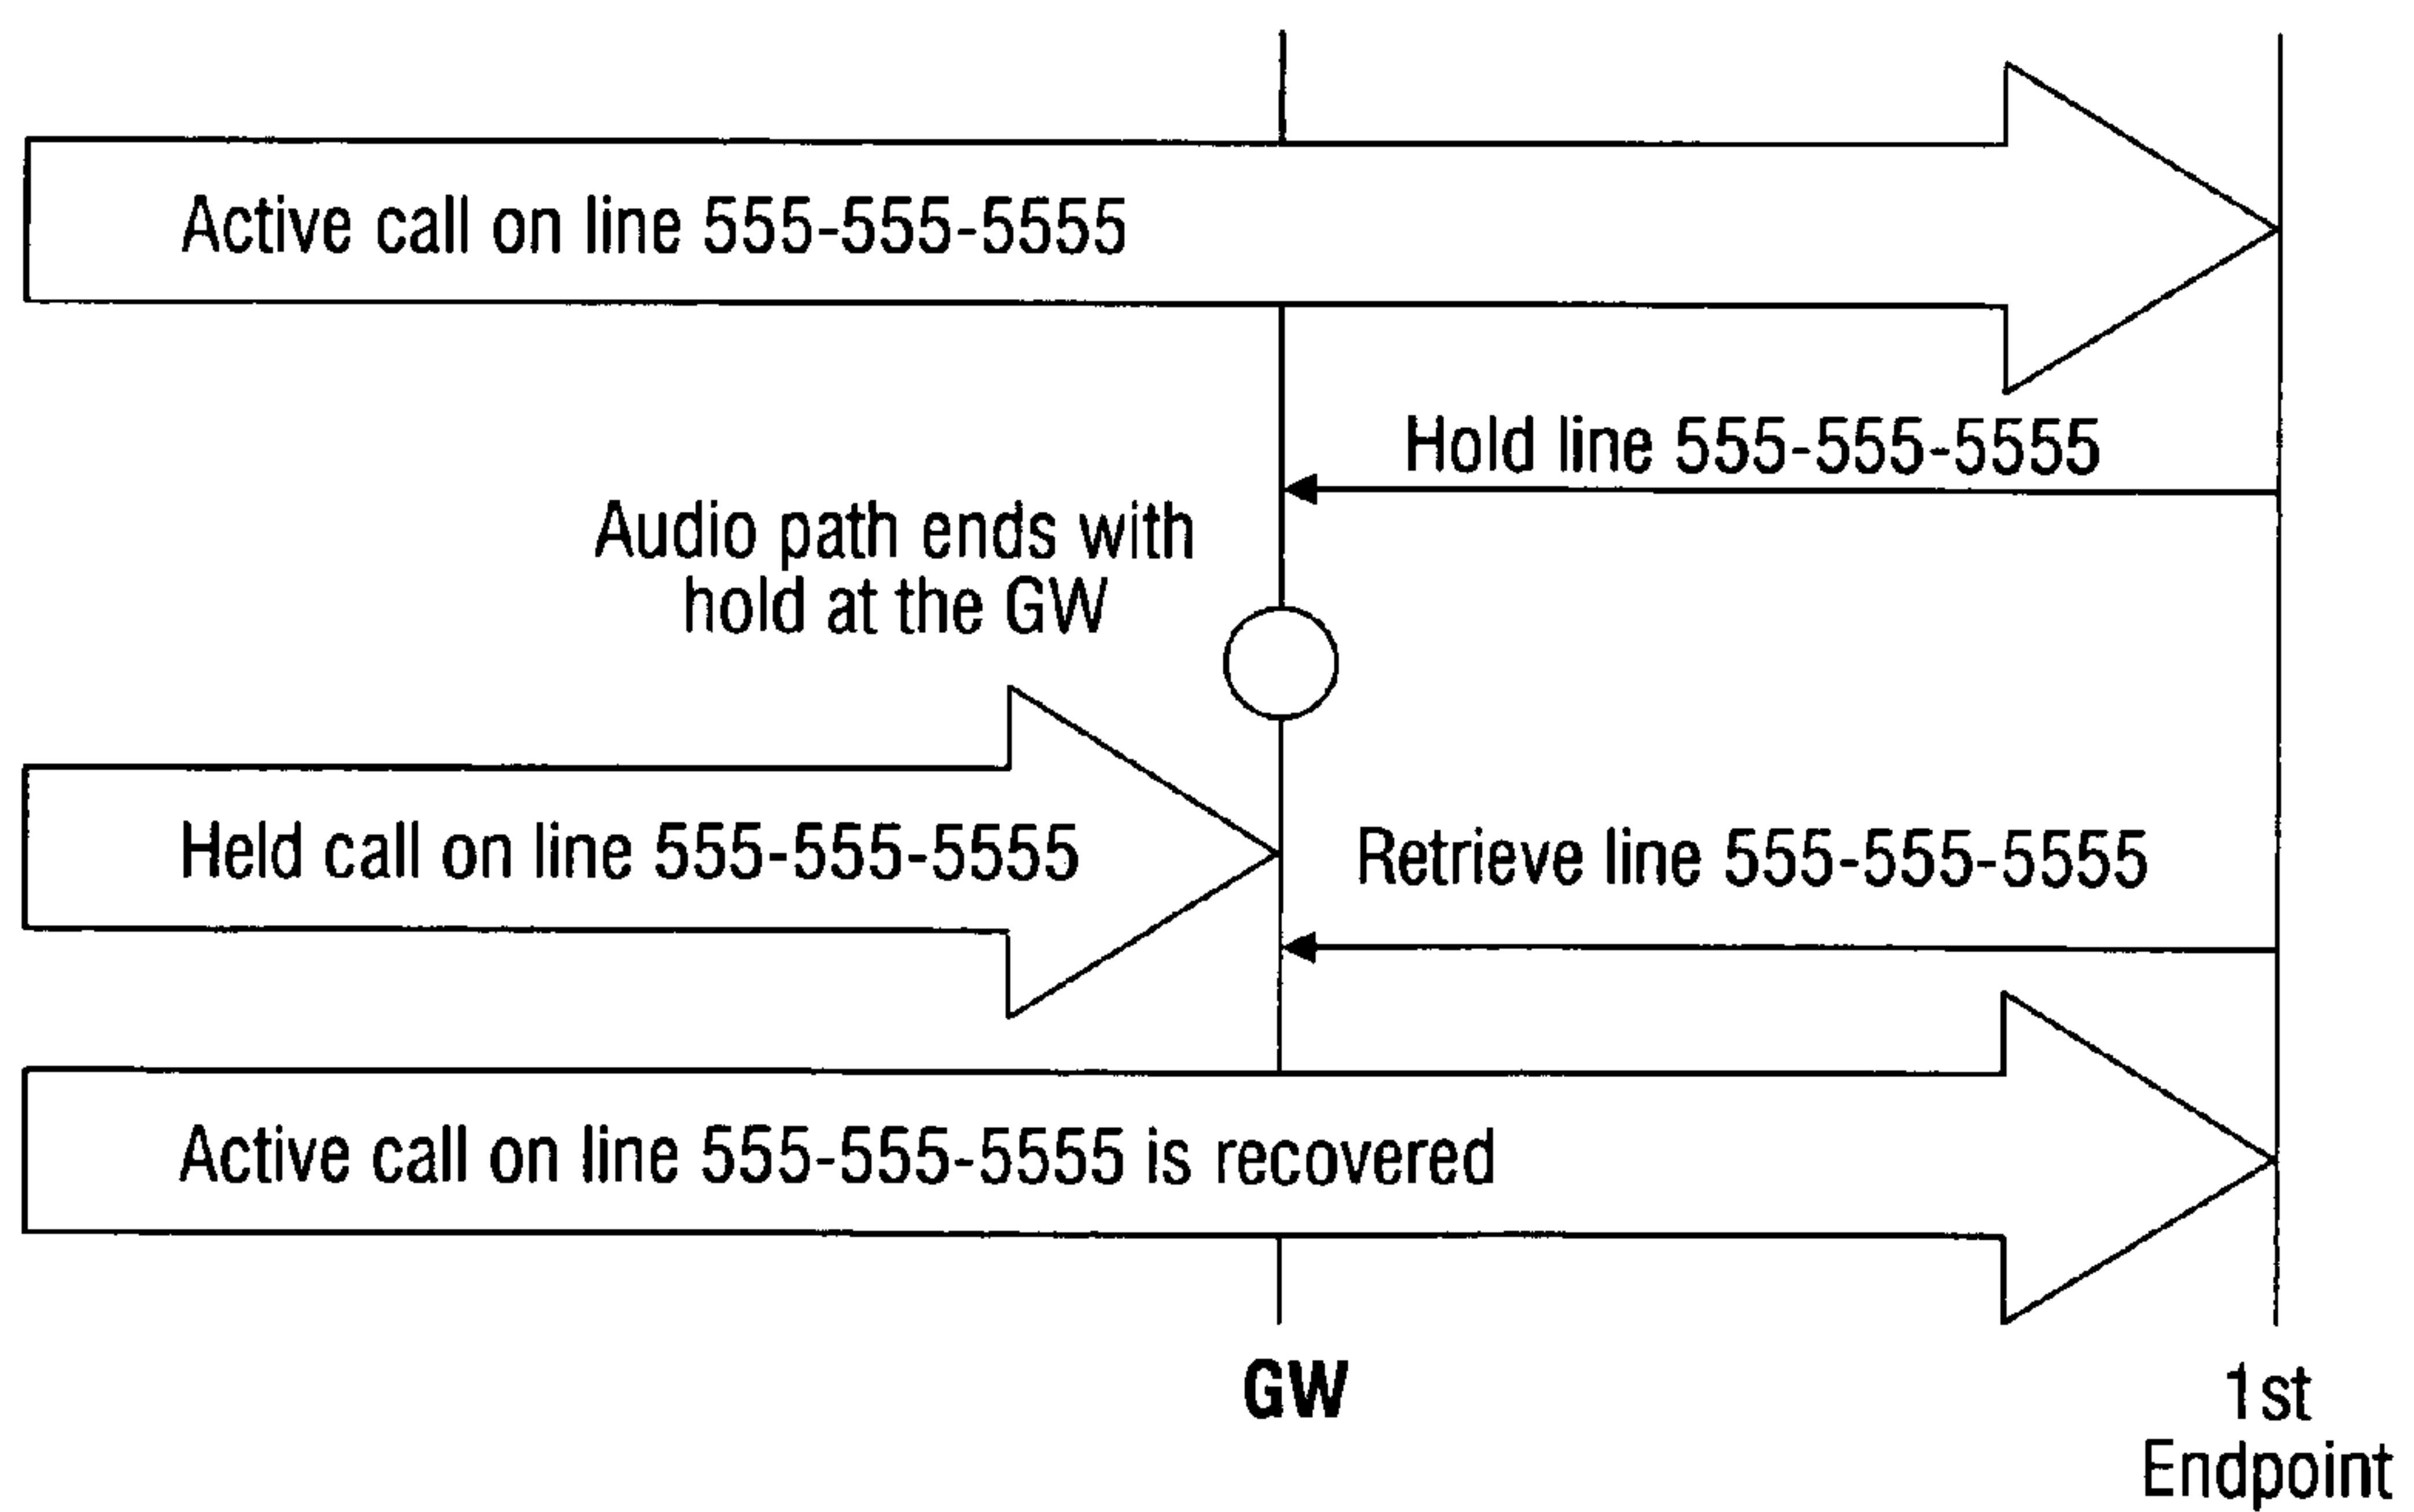 Active call on line 555-555-5555
Hold line 555-555-5555
Audio path ends with
hold at the GW
Held call on line 555-555-5555
Retrieve line 555-555-5555
Active call on line 555-555-5555 is recovered
GW
1st
Endpoint